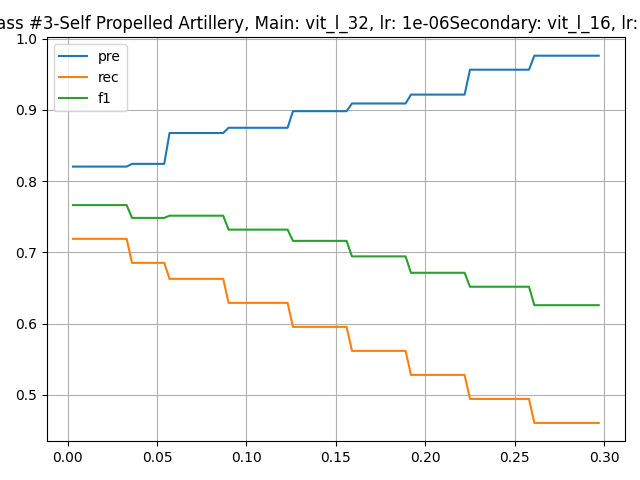 ass #3-Self Propelled Artillery, Main: vit_l_32, lr: 1e-06Secondary: vit_l_16, lr:
pre
rec
f1
1.0
0.9
0.8
0.7
0.6
0.5
0.00 0.05 0.10 0.15 0.20 0.25 0.30